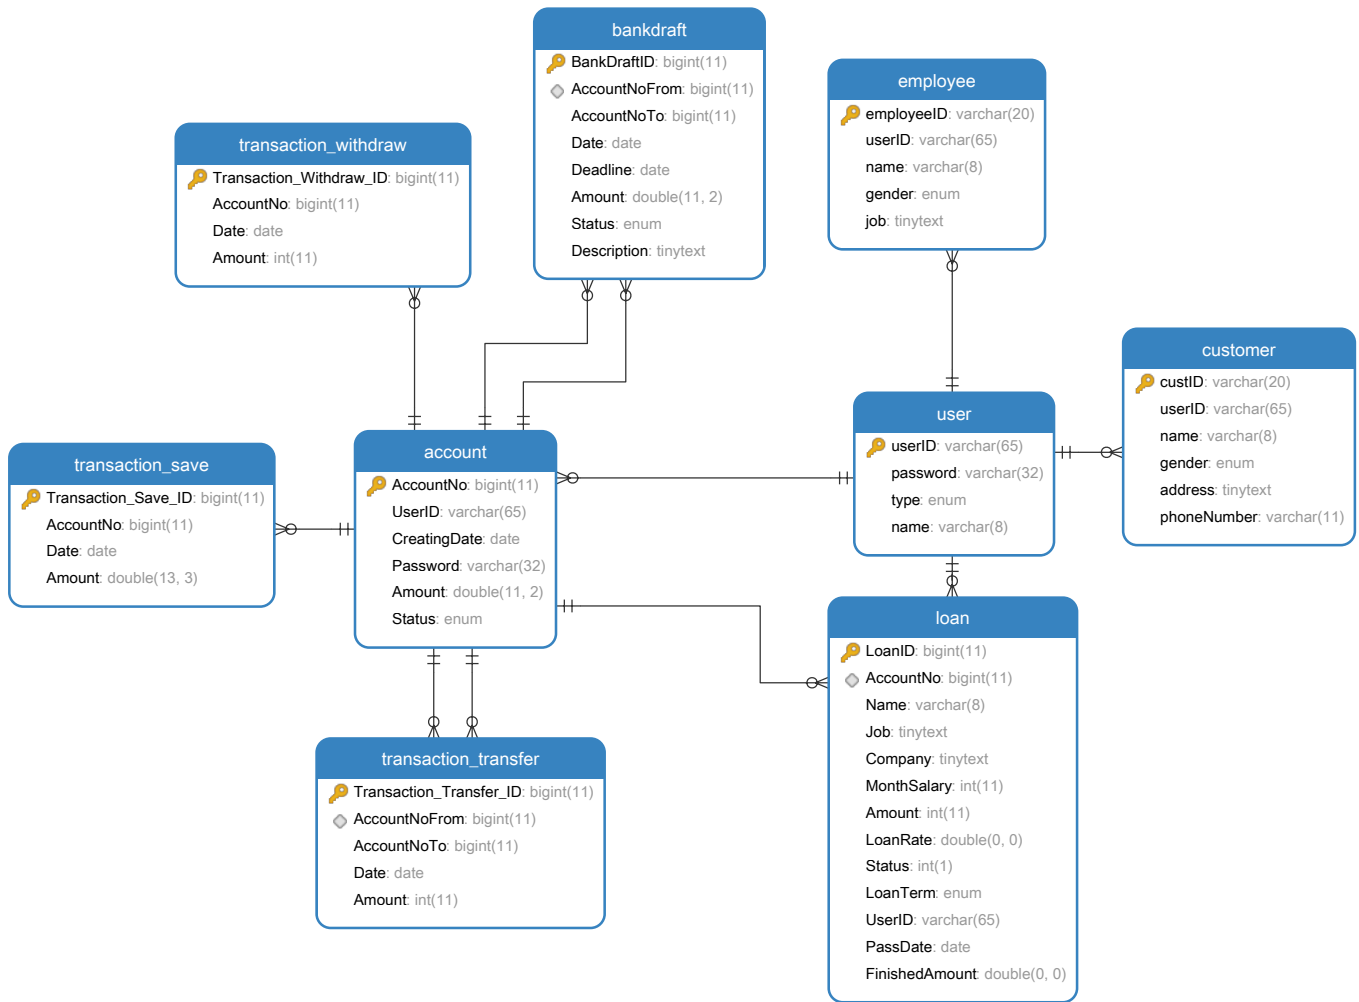 bankdraft
BankDraftID: bigint(11)
AccountNoFrom: bigint(11)
AccountNoTo: bigint(11)
Date: date
Deadline: date
Amount: double(11, 2)
Status: enum
Description: tinytext
employee
employeeID: varchar(20)
userID: varchar(65)
name: varchar(8)
gender: enum
job: tinytext
transaction_withdraw
Transaction_Withdraw_ID: bigint(11)
AccountNo: bigint(11)
Date: date
Amount: int(11)
customer
custID: varchar(20)
userID: varchar(65)
name: varchar(8)
gender: enum
address: tinytext
phoneNumber: varchar(11)
user
userID: varchar(65)
password: varchar(32)
type: enum
name: varchar(8)
account
AccountNo: bigint(11)
UserID: varchar(65)
CreatingDate: date
Password: varchar(32)
Amount: double(11, 2)
Status: enum
transaction_save
Transaction_Save_ID: bigint(11)
AccountNo: bigint(11)
Date: date
Amount: double(13, 3)
loan
LoanID: bigint(11)
AccountNo: bigint(11)
Name: varchar(8)
Job: tinytext
Company: tinytext
MonthSalary: int(11)
Amount: int(11)
LoanRate: double(0, 0)
Status: int(1)
LoanTerm: enum
UserID: varchar(65)
PassDate: date
FinishedAmount: double(0, 0)
transaction_transfer
Transaction_Transfer_ID: bigint(11)
AccountNoFrom: bigint(11)
AccountNoTo: bigint(11)
Date: date
Amount: int(11)